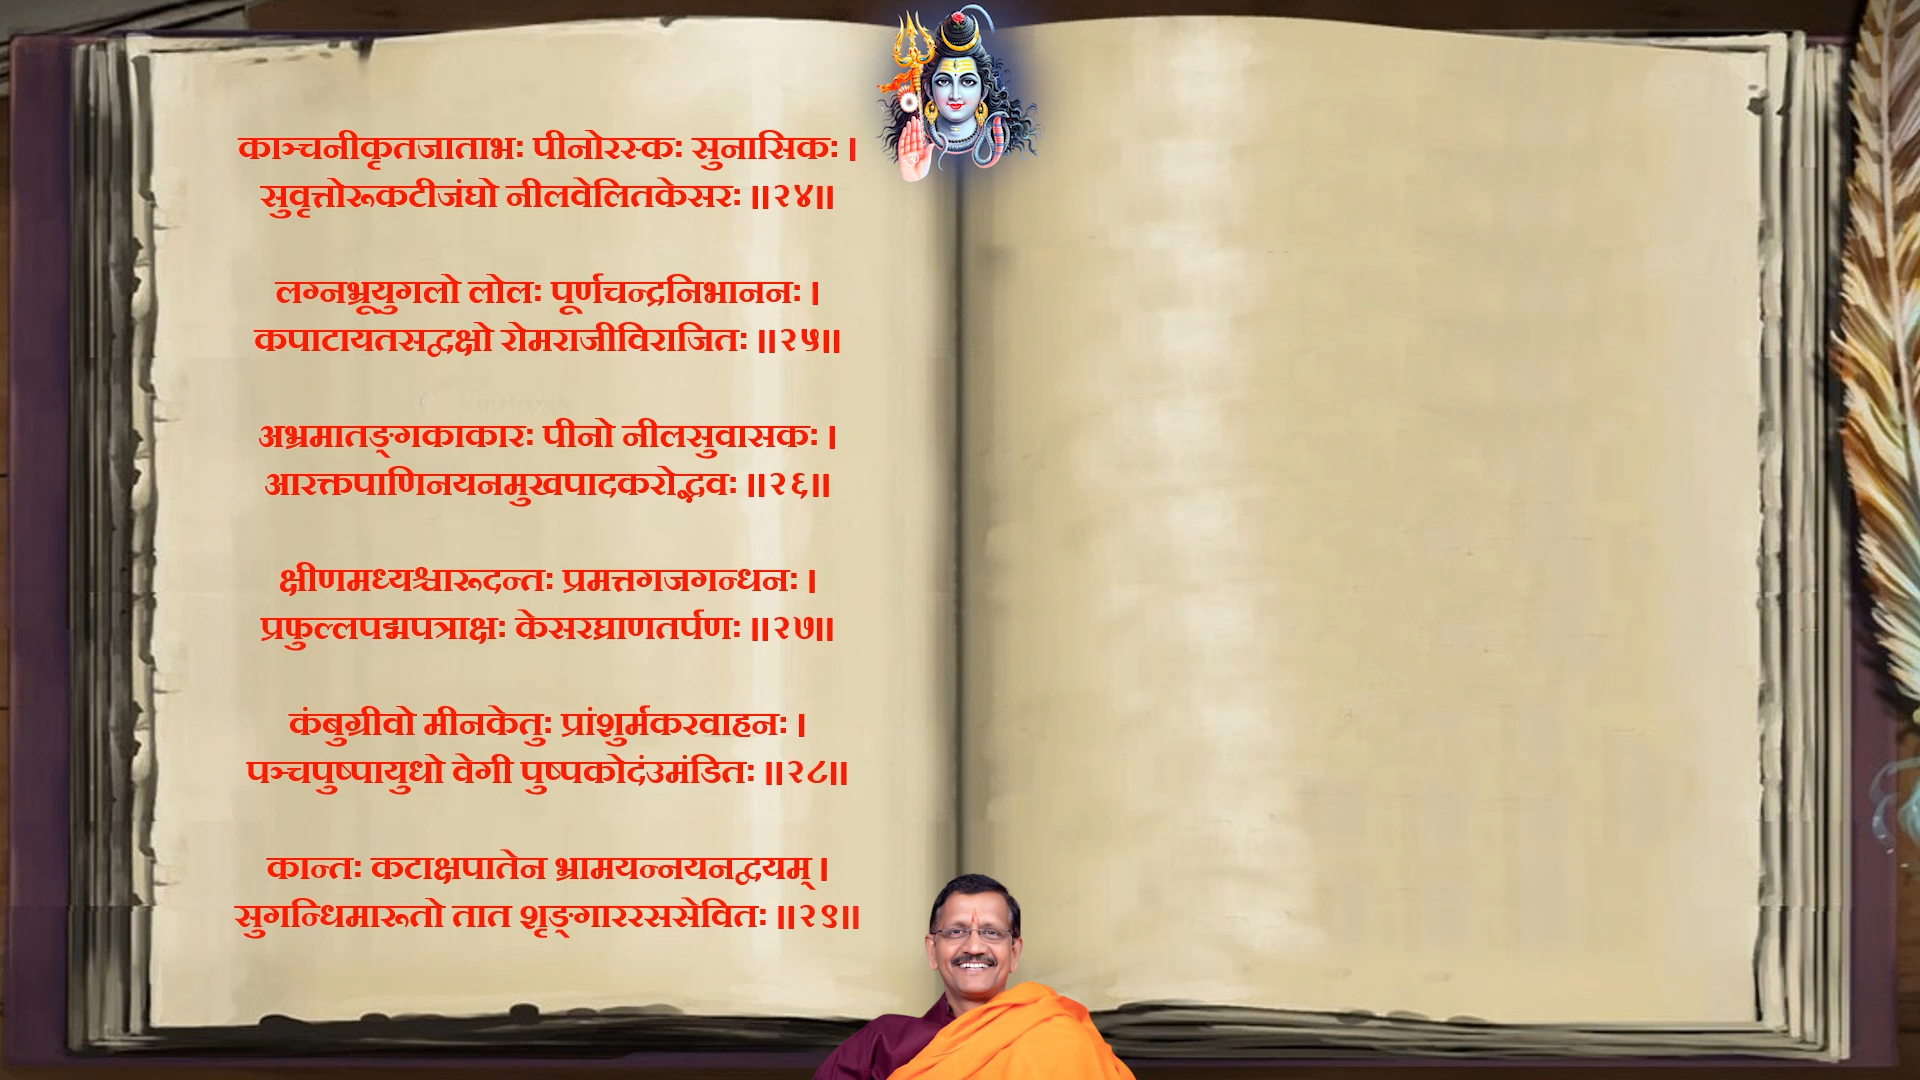 काञ्चनीकृतजाताभः पीनोरस्कः सुनासिकः ।
सुवृत्तोरूकटीजंघो नीलवेलितकेसरः ॥२४॥
लग्नभ्रूयुगलो लोलः पूर्णचन्द्रनिभाननः ।
कपाटायतसद्वक्षो रोमराजीविराजितः ॥२५॥
अभ्रमातङ्गकाकारः पीनो नीलसुवासकः ।
आरक्तपाणिनयनमुखपादकरोद्भवः ॥२६॥
क्षीणमध्यश्चारूदन्तः प्रमत्तगजगन्धनः ।
प्रफुल्लपद्मपत्राक्षः केसरघ्राणतर्पणः ॥२७॥
कंबुग्रीवो मीनकेतुः प्रांशुर्मकरवाहनः ।
पञ्चपुष्पायुधो वेगी पुष्पकोदंउमंडितः ॥२८॥
कान्तः कटाक्षपातेन भ्रामयन्नयनद्वयम् ।
सुगन्धिमारूतो तात शृङ्गाररससेवितः ॥२९॥